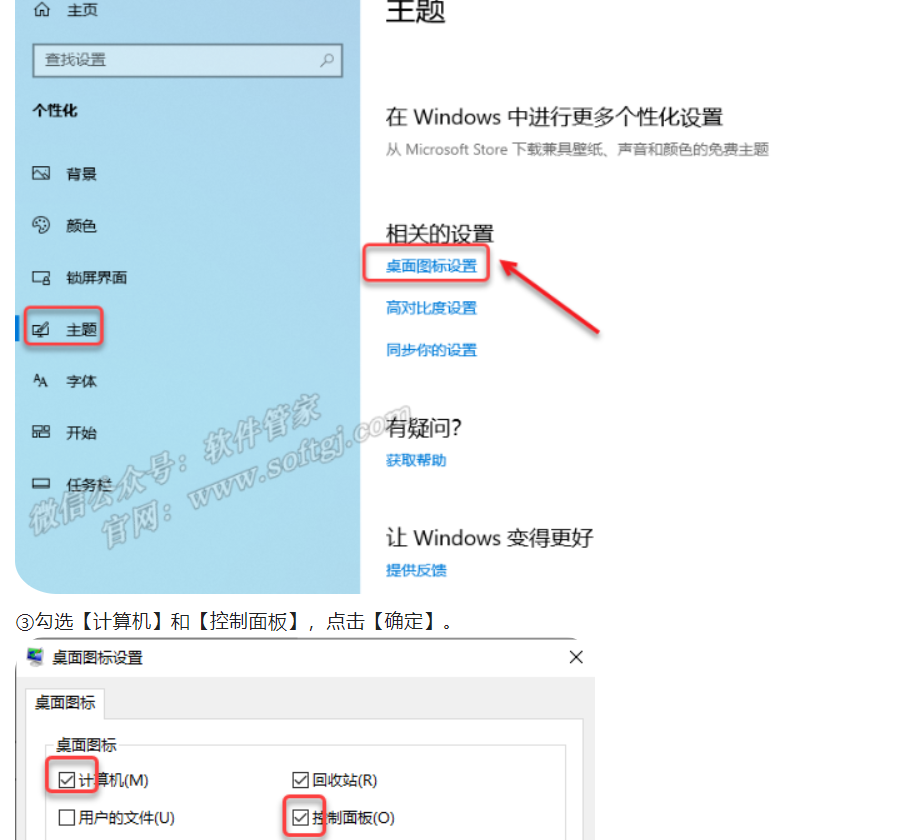 主页
主题
查找设置
个性化
在 Windows 中进行更多个性化设置
从 Microsoft Store 下载兼具壁纸、声音和颜色的免费主题
背景
颜色
相关的设置
桌面图标设置
锁屏界面
高对比度设置
主题
同步你的设置
字体
开始
有疑问?
获取帮助
任务栏
微信公众号：软件管家
官网：www.softgj.com
让 Windows 变得更好
提供反馈
③勾选【计算机】和【控制面板】，点击【确定】。
桌面图标设置
桌面图标
桌面图标
计算机(M)
回收站(R)
用户的文件(U)
控制面板(O)